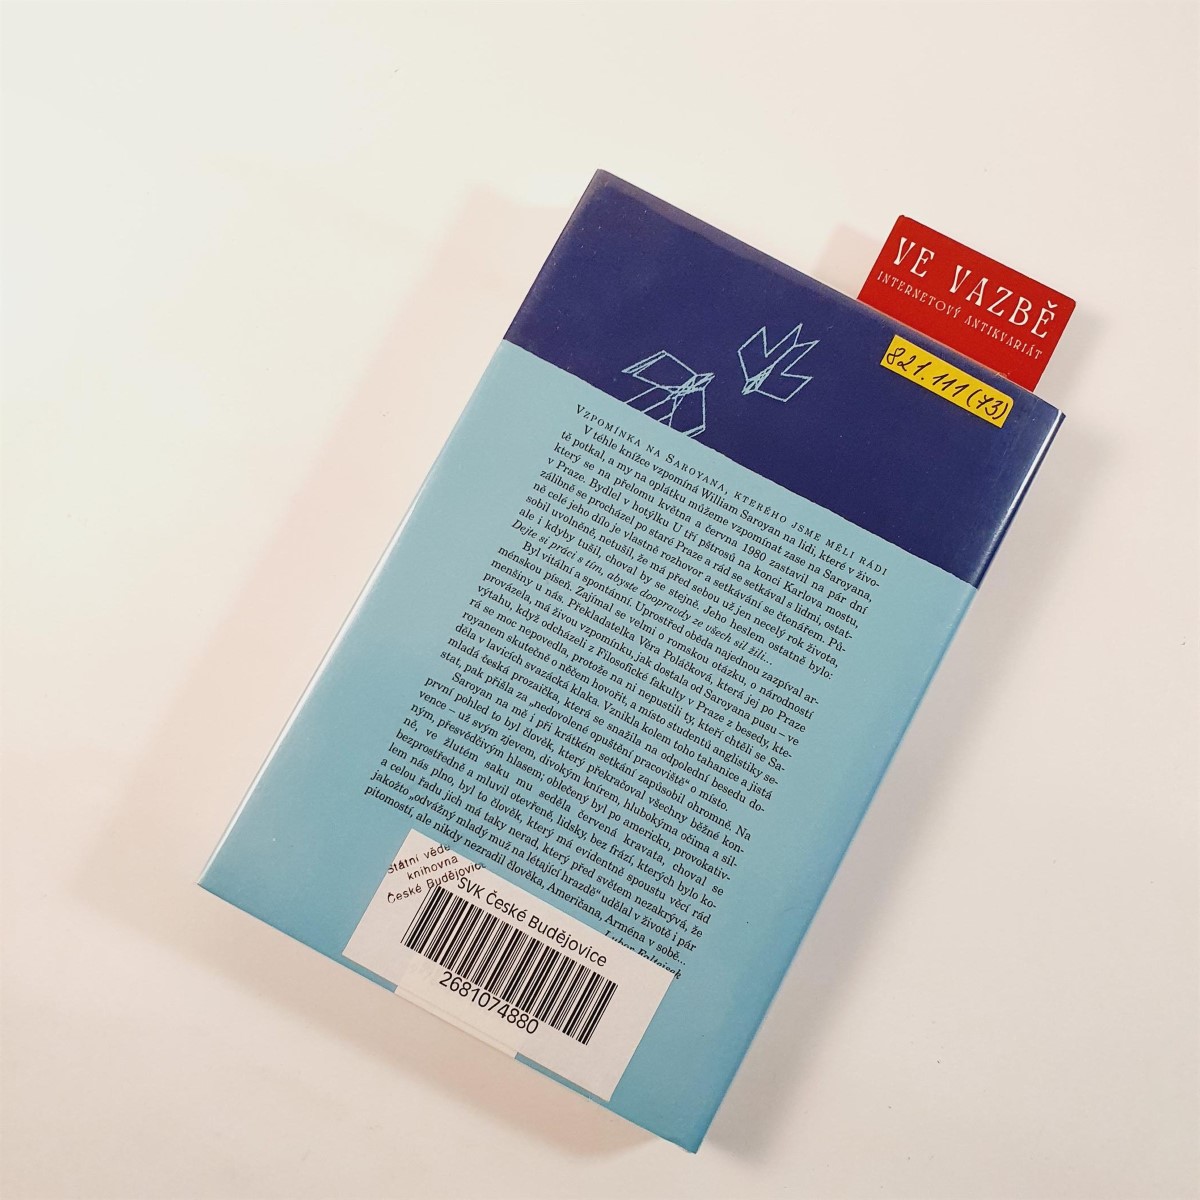 VE VAZBĚ
INTERNETOVÝ ANTIKVARIÁT
821.111(73)
VZPOMÍNKA NA SAROYANA, KTERÉHO JSME MĚLI RÁDI
V téhle knížce vzpomíná William Saroyan na lidi, které v živo-
tě potkal, a my na oplátku můžeme vzpomínat zase na Saroyana,
který se na přelomu května a června 1980 zastavil na pár dní
v Praze. Bydlel v hotýlku U tří pštrosů na konci Karlova mostu,
zálibně se procházel po staré Praze a rád se setkával s lidmi, ostat-
ně celé jeho dílo je vlastně rozhovor a setkávání se čtenářem. Pů-
sobil uvolněně, netušil, že má před sebou už jen necelý rok života,
ale i kdyby tušil, choval by se stejně. Jeho heslem ostatně bylo:
Dejte si práci s tím, abyste doopravdy ze všech sil žili...
Byl vitální a spontánní. Uprostřed oběda najednou zazpíval ar-
ménskou píseň. Zajímal se velmi o romskou otázku, o národností
menšiny u nás. Překladatelka Věra Poláčková, která jej po Praze
provázela, má živou vzpomínku, jak dostala od Saroyana pusu – ve
výtahu, když odcházeli z Filosofické fakulty v Praze z besedy, kte-
rá se moc nepovedla, protože na ni nepustili ty, kteří chtěli se Sa-
royanem skutečně o něčem hovořit, a místo studentů anglistiky se-
děla v lavicích svazácká klaka. Vznikla kolem toho tahanice a jistá
mladá česká prozaička, která se snažila na odpolední besedu do-
stat, pak přišla za „nedovolené opuštění pracoviště“ o místo.
Saroyan na mě i při krátkém setkání zapůsobil ohromně. Na
první pohled to byl člověk, který překračoval všechny běžné kon-
vence – už svým zjevem, divokým knírem, hlubokýma očima a sil-
ným, přesvědčivým hlasem; oblečený byl po americku, provokativ-
ně, ve žlutém saku mu seděla červená kravata, choval se
bezprostředně a mluvil otevřeně, lidsky, bez frází, kterých bylo ko-
lem nás plno, byl to člověk, který má evidentně spoustu věcí rád
a celou řadu jich má taky nerad, který před světem nezakrývá, že
jakožto „odvážný mladý muž na létající hrazdě“ udělal v životě i pár
pitomostí, ale nikdy nezradil člověka, Američana, Arména v sobě...
Státní věde
knihovna
České Budějovice
SVK České Budějovice
2681074880